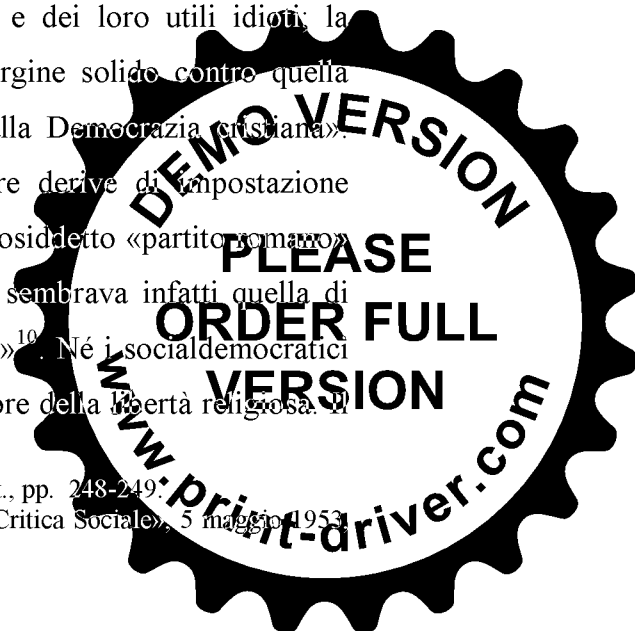 e dei loro utili idioti; la
rgine solido contro quella
lla Democrazia cristiana».
re derive di impostazione
osiddetto «partito romano»
sembrava infatti quella di
»¹⁰. Né i socialdemocratici
ore della libertà religiosa. Il
t., pp. 248-249.
Critica Sociale», 5 maggio 1953,
DEMO VERSION
PLEASE
ORDER FULL
VERSION
www.print-driver.com